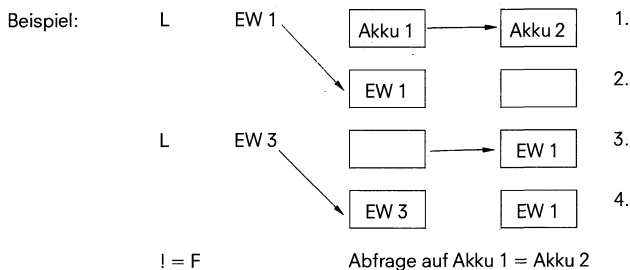 Beispiel: L EW 1 Akku 1 Akku 2 1.
EW 1 2.
L EW 3 EW 1 3.
EW 3 EW 1 4.
! = F Abfrage auf Akku 1 = Akku 2